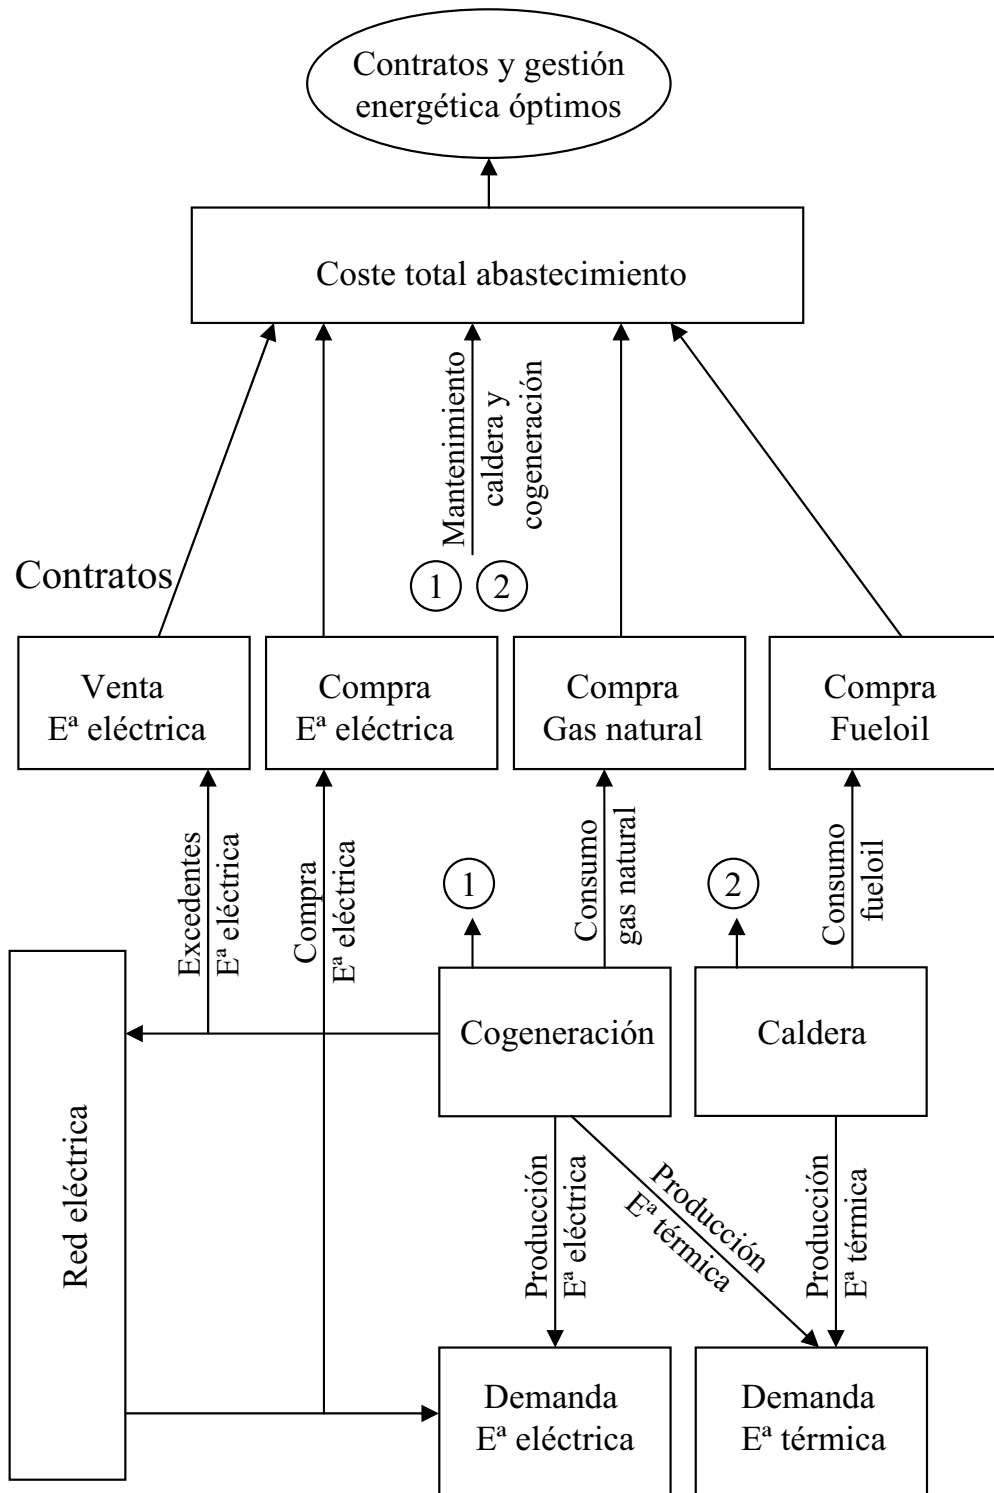 Contratos y gestión
energética óptimos
Coste total abastecimiento
Mantenimiento
caldera y
cogeneración
1
2
Contratos
Venta
Eª eléctrica
Compra
Eª eléctrica
Compra
Gas natural
Compra
Fueloil
Excedentes
Eª eléctrica
Compra
Eª eléctrica
1
Consumo
gas natural
2
Consumo
fueloil
Red eléctrica
Cogeneración
Caldera
Producción
Eª eléctrica
Producción
Eª térmica
Producción
Eª térmica
Demanda
Eª eléctrica
Demanda
Eª térmica